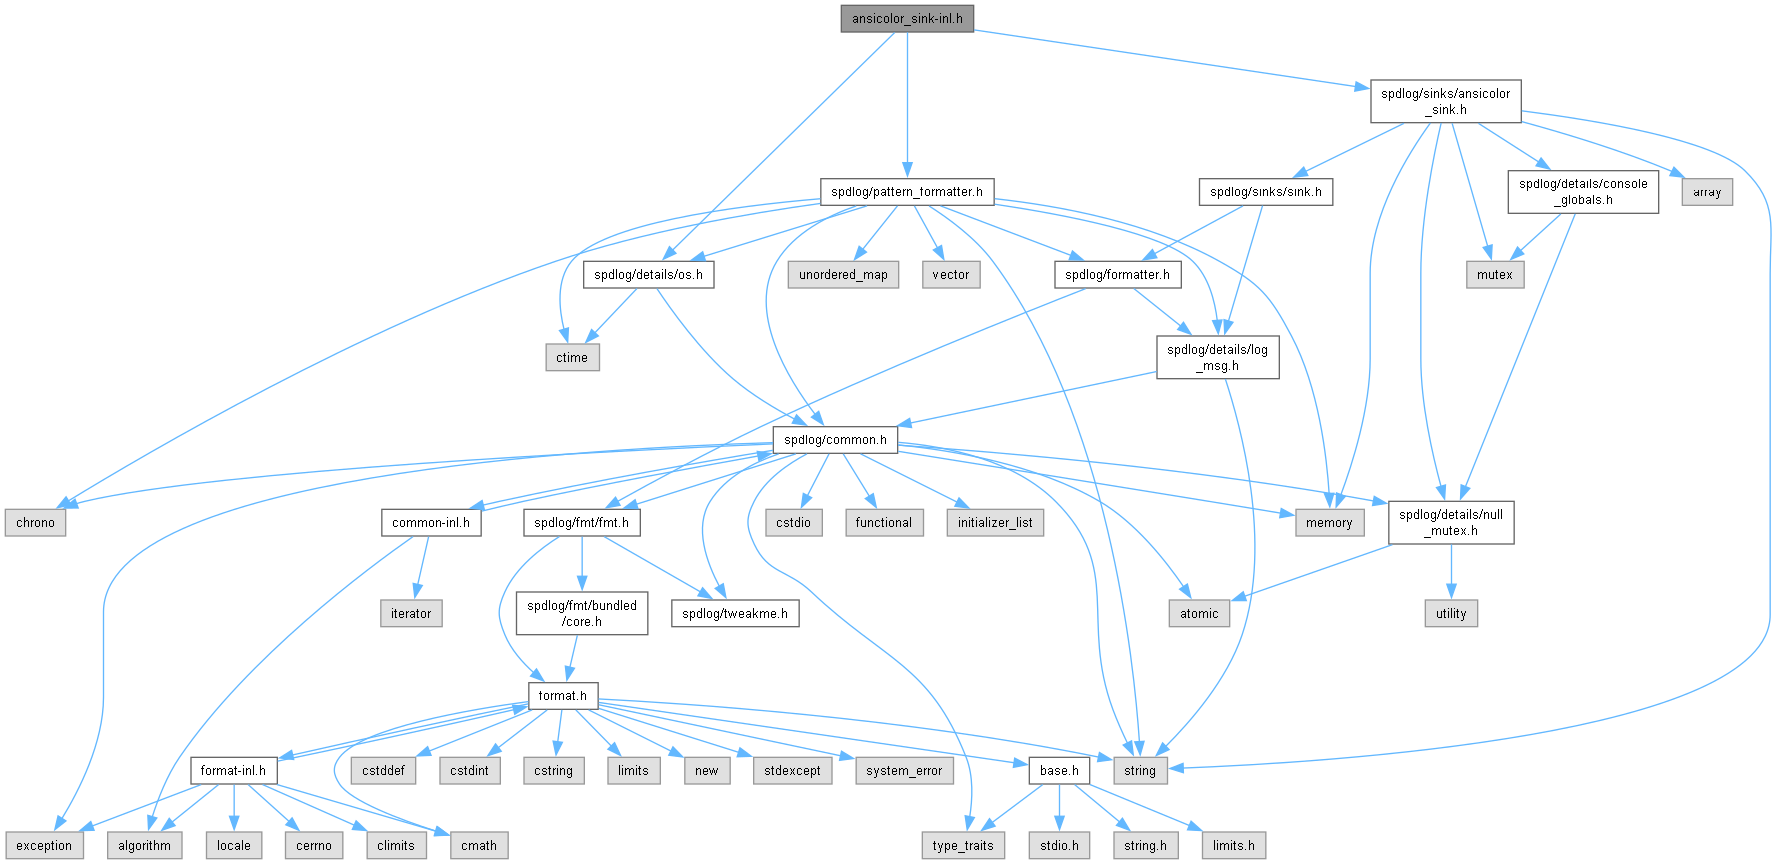 ansicolor_sink-inl.h
spdlog/sinks/ansicolor
_sink.h
spdlog/pattern_formatter.h
spdlog/sinks/sink.h
spdlog/details/console
_globals.h
array
spdlog/details/os.h
unordered_map
vector
spdlog/formatter.h
mutex
ctime
spdlog/details/log
_msg.h
spdlog/common.h
chrono
common-inl.h
spdlog/fmt/fmt.h
cstdio
functional
initializer_list
memory
spdlog/details/null
_mutex.h
iterator
spdlog/fmt/bundled
/core.h
spdlog/tweakme.h
atomic
utility
format.h
format-inl.h
cstddef
cstdint
cstring
limits
new
stdexcept
system_error
base.h
string
exception
algorithm
locale
cerrno
climits
cmath
type_traits
stdio.h
string.h
limits.h